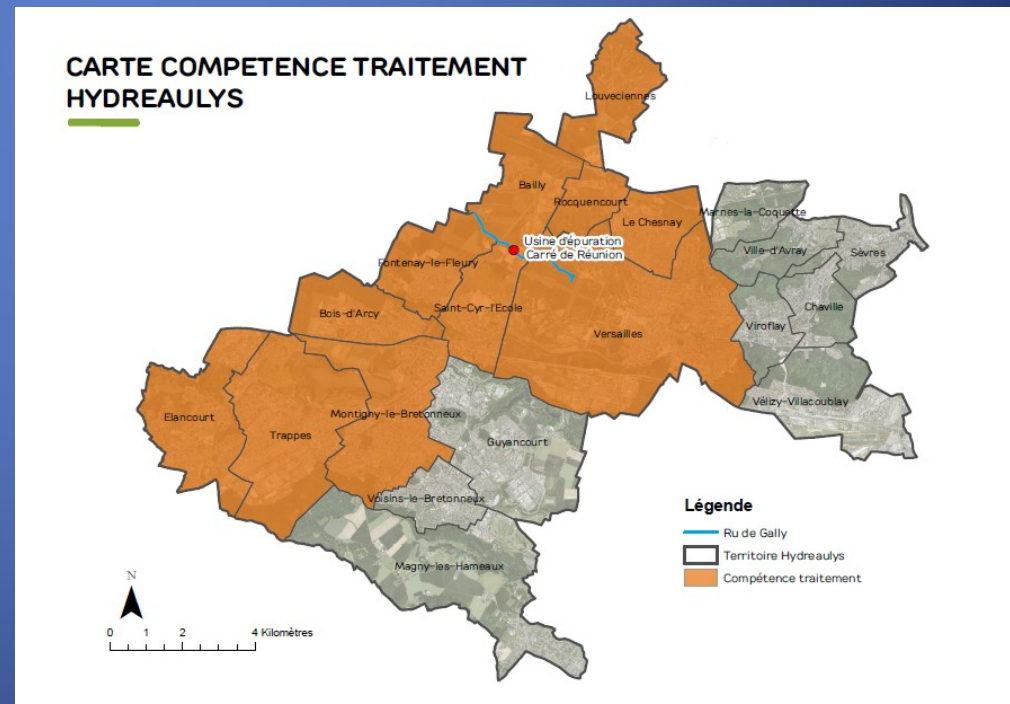 CARTE COMPETENCE TRAITEMENT
HYDREAULYS
Louveciennes
Bailly
Rocquencourt
Le Chesnay
Marnes-la-Coquette
Ville-d'Avray
Sèvres
Usine d'épuration
Carré de Réunion
Fontenay-le-Fleury
Saint-Cyr-l'Ecole
Bois-d'Arcy
Versailles
Viroflay
Chaville
Vélizy-Villacoublay
Elancourt
Trappes
Montigny-le-Bretonneux
Guyancourt
Voisins-le-Bretonneux
Magny-les-Hameaux
Légende
Ru de Gally
Territoire Hydreaulys
Compétence traitement
N
0 1 2 4 Kilomètres